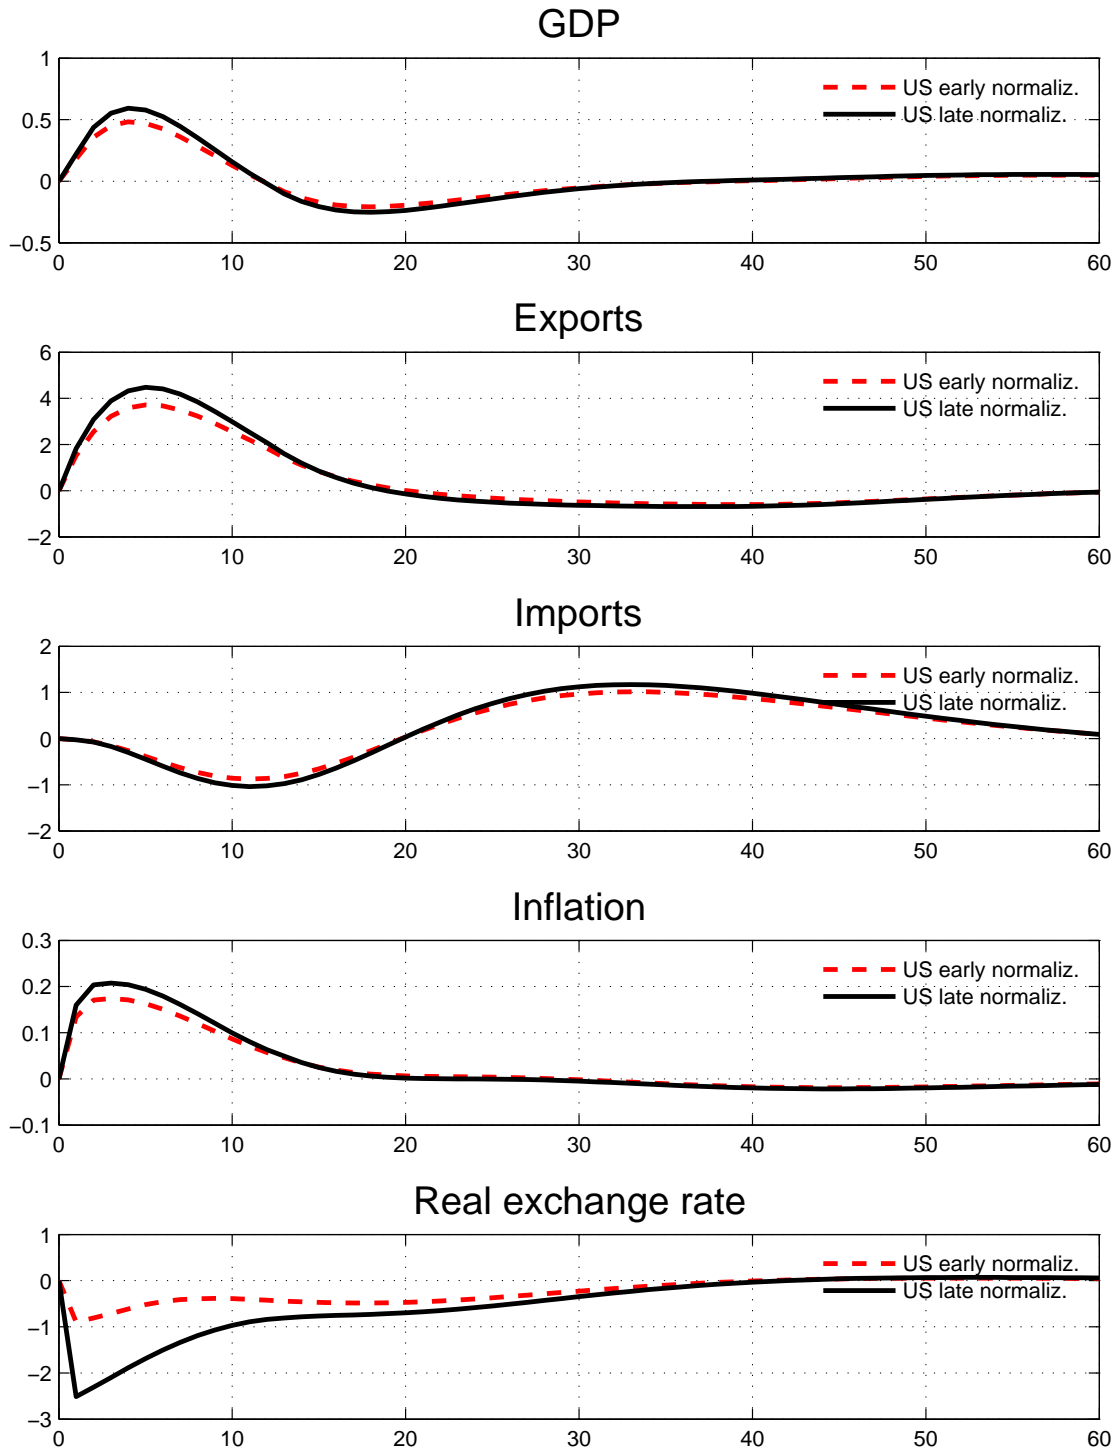 GDP
1
0.5
0
−0.5
US early normaliz.
US late normaliz.
0 10 20 30 40 50 60
Exports
6
4
2
0
−2
US early normaliz.
US late normaliz.
0 10 20 30 40 50 60
Imports
2
1
0
−1
−2
US early normaliz.
US late normaliz.
0 10 20 30 40 50 60
Inflation
0.3
0.2
0.1
0
−0.1
US early normaliz.
US late normaliz.
0 10 20 30 40 50 60
Real exchange rate
1
0
−1
−2
−3
US early normaliz.
US late normaliz.
0 10 20 30 40 50 60